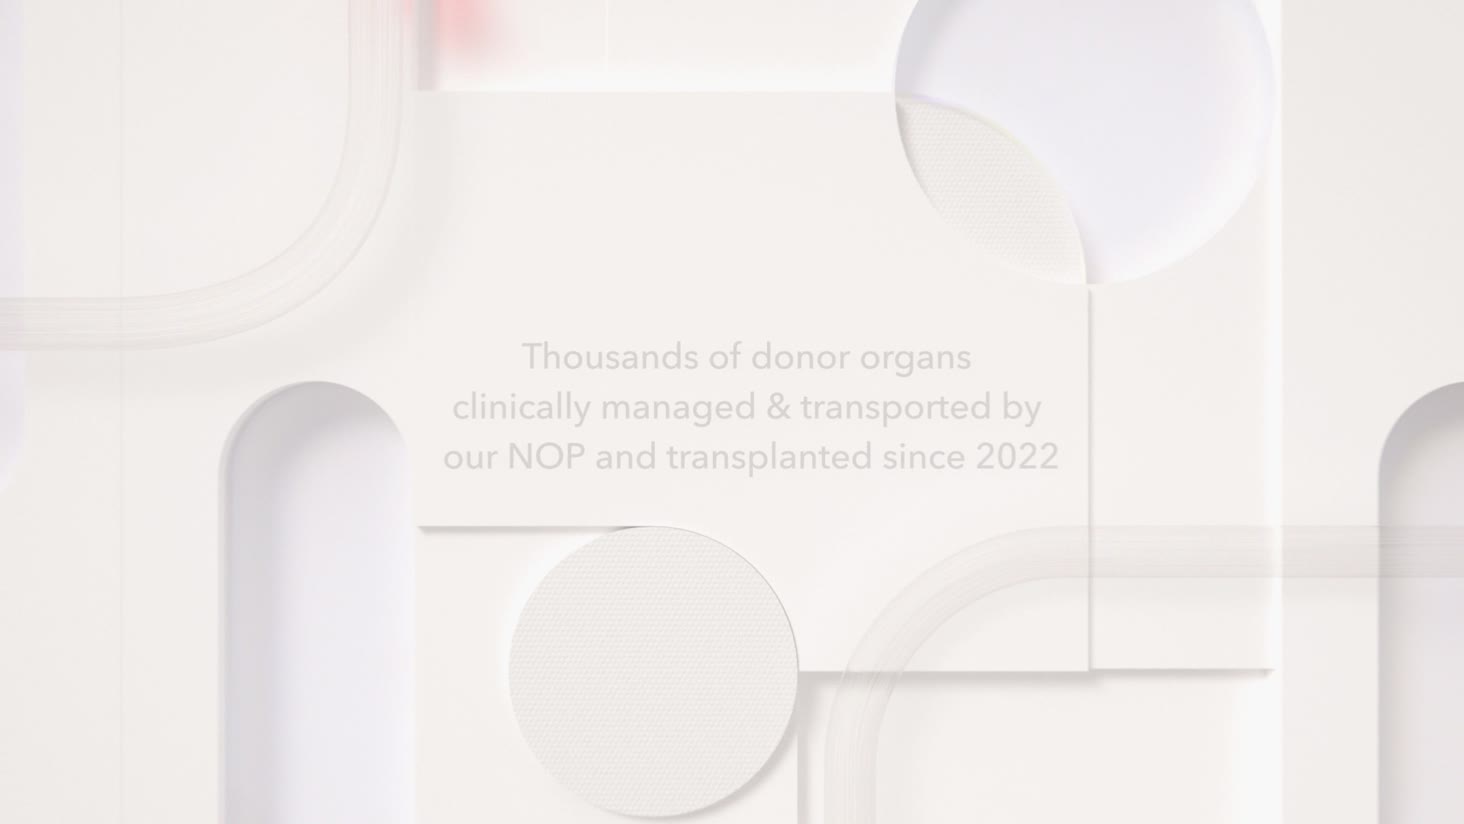 Thousands of donor organs
clinically managed & transported by
our NOP and transplanted since 2022